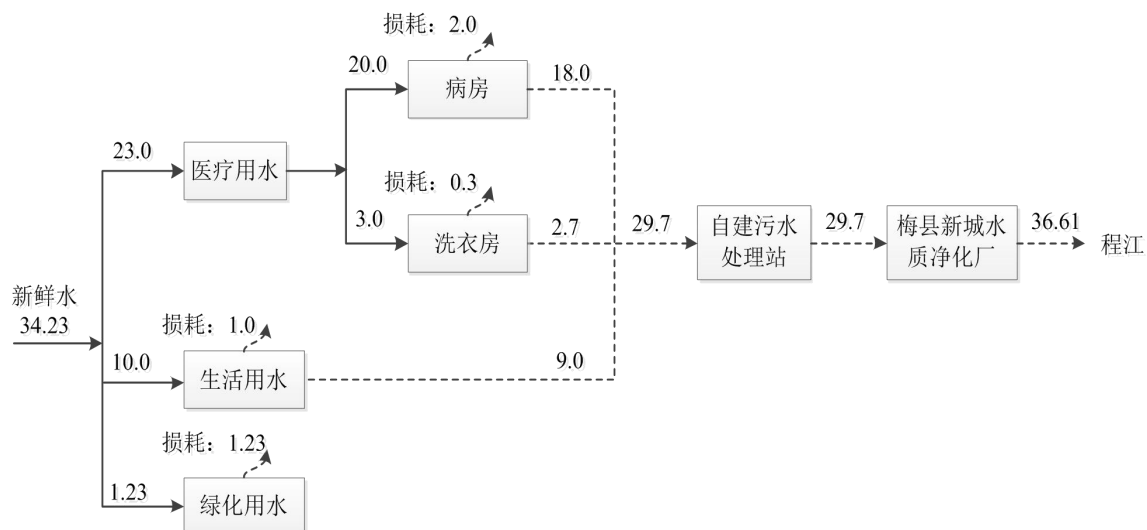 损耗：2.0
20.0
病房
18.0
23.0
医疗用水
损耗：0.3
3.0
洗衣房
2.7
29.7
自建污水
处理站
29.7
梅县新城水
质净化厂
36.61
程江
新鲜水
34.23
损耗：1.0
10.0
生活用水
9.0
损耗：1.23
1.23
绿化用水